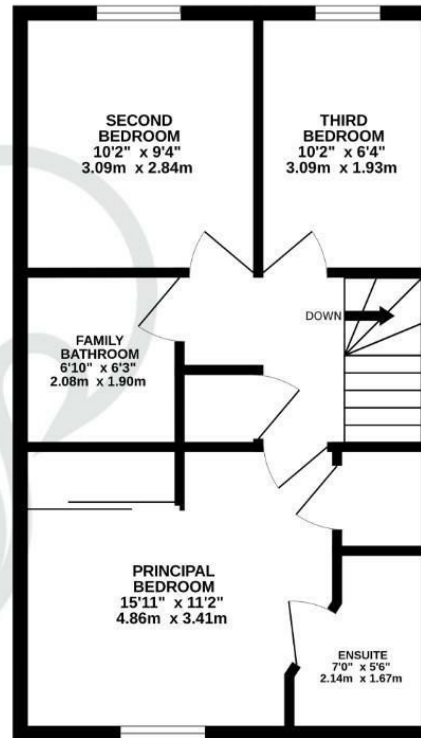 SECOND
BEDROOM
10'2" x 9'4"
3.09m x 2.84m
THIRD
BEDROOM
10'2" x 6'4"
3.09m x 1.93m
DOWN
FAMILY
BATHROOM
6'10" x 6'3"
2.08m x 1.90m
PRINCIPAL
BEDROOM
15'11" x 11'2"
4.86m x 3.41m
ENSUITE
7'0" x 5'6"
2.14m x 1.67m